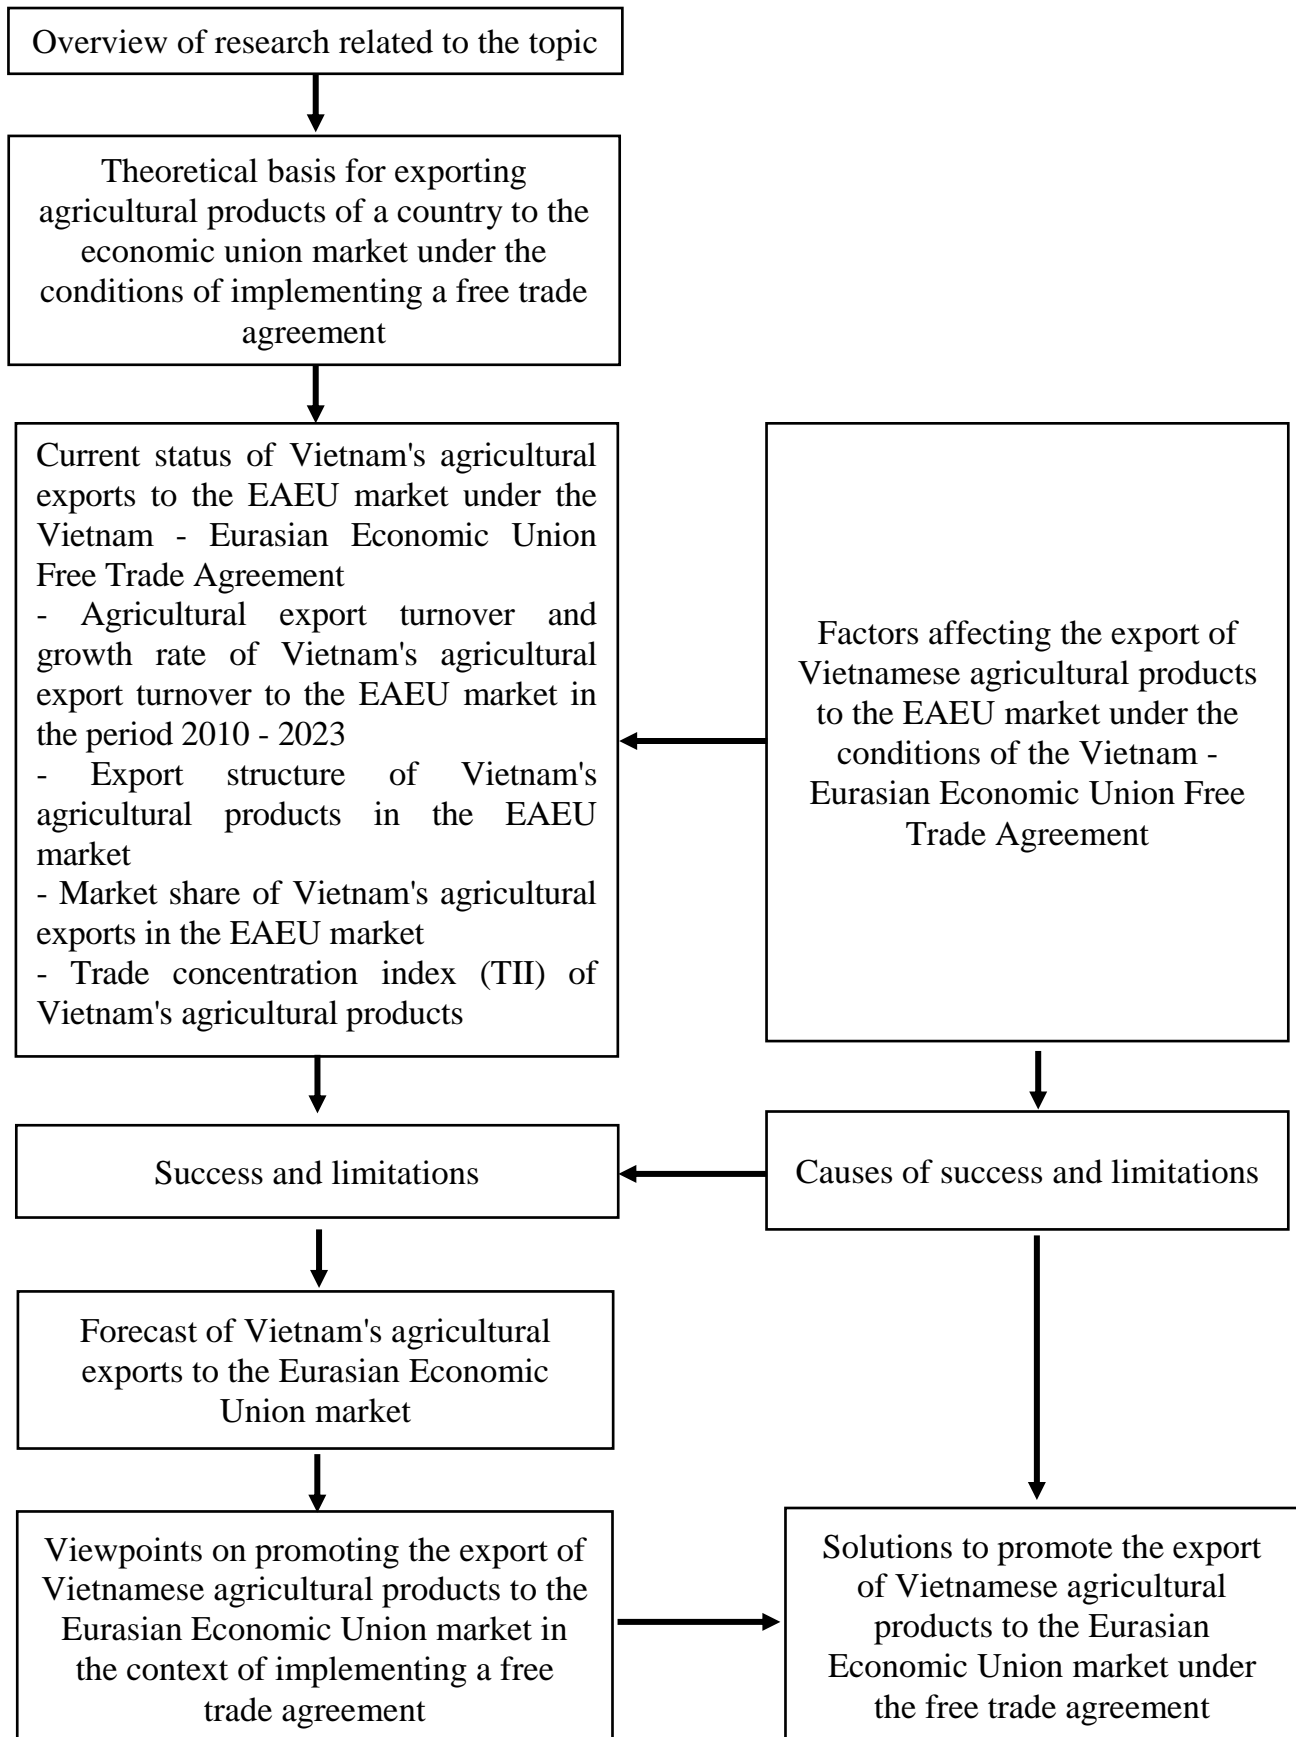 Overview of research related to the topic
Theoretical basis for exporting
agricultural products of a country to the
economic union market under the
conditions of implementing a free trade
agreement
Current status of Vietnam's agricultural
exports to the EAEU market under the
Vietnam - Eurasian Economic Union
Free Trade Agreement
- Agricultural export turnover and
growth rate of Vietnam's agricultural
export turnover to the EAEU market in
the period 2010 - 2023
- Export structure of Vietnam's
agricultural products in the EAEU
market
- Market share of Vietnam's agricultural
exports in the EAEU market
- Trade concentration index (TII) of
Vietnam's agricultural products
Factors affecting the export of
Vietnamese agricultural products
to the EAEU market under the
conditions of the Vietnam -
Eurasian Economic Union Free
Trade Agreement
Success and limitations
Causes of success and limitations
Forecast of Vietnam's agricultural
exports to the Eurasian Economic
Union market
Viewpoints on promoting the export of
Vietnamese agricultural products to the
Eurasian Economic Union market in
the context of implementing a free
trade agreement
Solutions to promote the export
of Vietnamese agricultural
products to the Eurasian
Economic Union market under
the free trade agreement